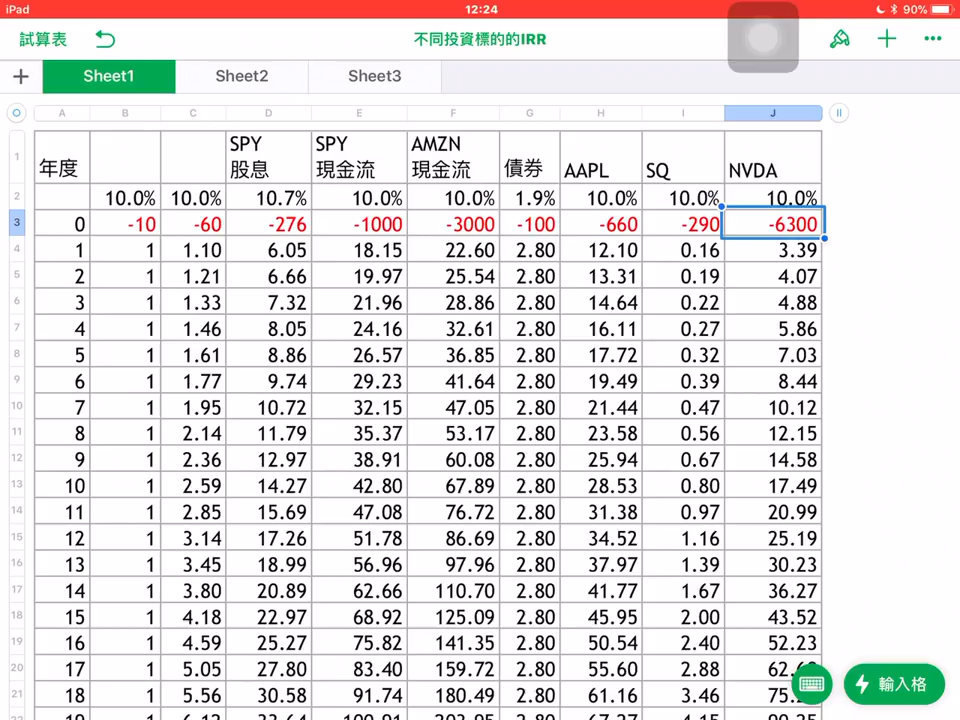 iPad 12:24 90%
試算表 不同投資標的的IRR
Sheet1 Sheet2 Sheet3
A B C D E F G H I J
1 年度 SPY 股息 SPY 現金流 AMZN 現金流 債券 AAPL SQ NVDA
2 10.0% 10.0% 10.7% 10.0% 10.0% 1.9% 10.0% 10.0% 10.0%
3 0 -10 -60 -276 -1000 -3000 -100 -660 -290 -6300
4 1 1 1.10 6.05 18.15 22.60 2.80 12.10 0.16 3.39
5 2 1 1.21 6.66 19.97 25.54 2.80 13.31 0.19 4.07
6 3 1 1.33 7.32 21.96 28.86 2.80 14.64 0.22 4.88
7 4 1 1.46 8.05 24.16 32.61 2.80 16.11 0.27 5.86
8 5 1 1.61 8.86 26.57 36.85 2.80 17.72 0.32 7.03
9 6 1 1.77 9.74 29.23 41.64 2.80 19.49 0.39 8.44
10 7 1 1.95 10.72 32.15 47.05 2.80 21.44 0.47 10.12
11 8 1 2.14 11.79 35.37 53.17 2.80 23.58 0.56 12.15
12 9 1 2.36 12.97 38.91 60.08 2.80 25.94 0.67 14.58
13 10 1 2.59 14.27 42.80 67.89 2.80 28.53 0.80 17.49
14 11 1 2.85 15.69 47.08 76.72 2.80 31.38 0.97 20.99
15 12 1 3.14 17.26 51.78 86.69 2.80 34.52 1.16 25.19
16 13 1 3.45 18.99 56.96 97.96 2.80 37.97 1.39 30.23
17 14 1 3.80 20.89 62.66 110.70 2.80 41.77 1.67 36.27
18 15 1 4.18 22.97 68.92 125.09 2.80 45.95 2.00 43.52
19 16 1 4.59 25.27 75.82 141.35 2.80 50.54 2.40 52.23
20 17 1 5.05 27.80 83.40 159.72 2.80 55.60 2.88
21 18 1 5.56 30.58 91.74 180.49 2.80 61.16 3.46
輸入格